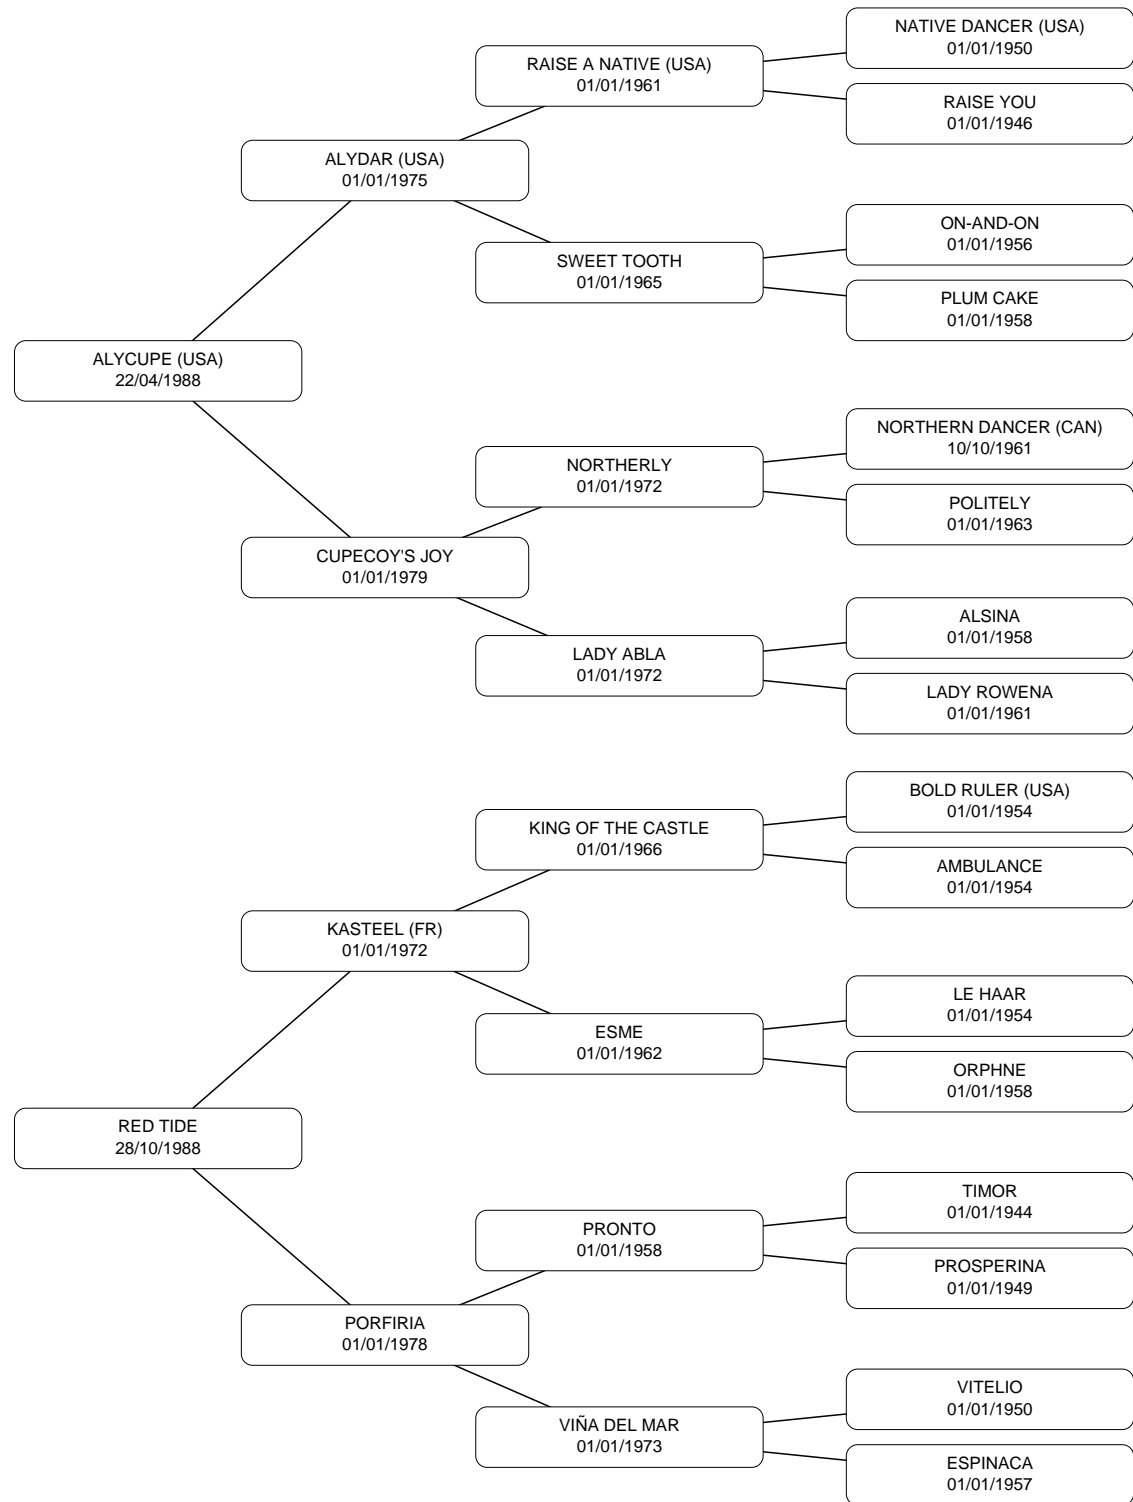 NATIVE DANCER (USA)
01/01/1950
RAISE A NATIVE (USA)
01/01/1961
RAISE YOU
01/01/1946
ALYDAR (USA)
01/01/1975
ON-AND-ON
01/01/1956
SWEET TOOTH
01/01/1965
PLUM CAKE
01/01/1958
ALYCUPE (USA)
22/04/1988
NORTHERN DANCER (CAN)
10/10/1961
NORTHERLY
01/01/1972
POLITELY
01/01/1963
CUPECOY'S JOY
01/01/1979
ALSINA
01/01/1958
LADY ABLA
01/01/1972
LADY ROWENA
01/01/1961
BOLD RULER (USA)
01/01/1954
KING OF THE CASTLE
01/01/1966
AMBULANCE
01/01/1954
KASTEEL (FR)
01/01/1972
LE HAAR
01/01/1954
ESME
01/01/1962
ORPHNE
01/01/1958
RED TIDE
28/10/1988
TIMOR
01/01/1944
PRONTO
01/01/1958
PROSPERINA
01/01/1949
PORFIRIA
01/01/1978
VITELIO
01/01/1950
VIÑA DEL MAR
01/01/1973
ESPINACA
01/01/1957